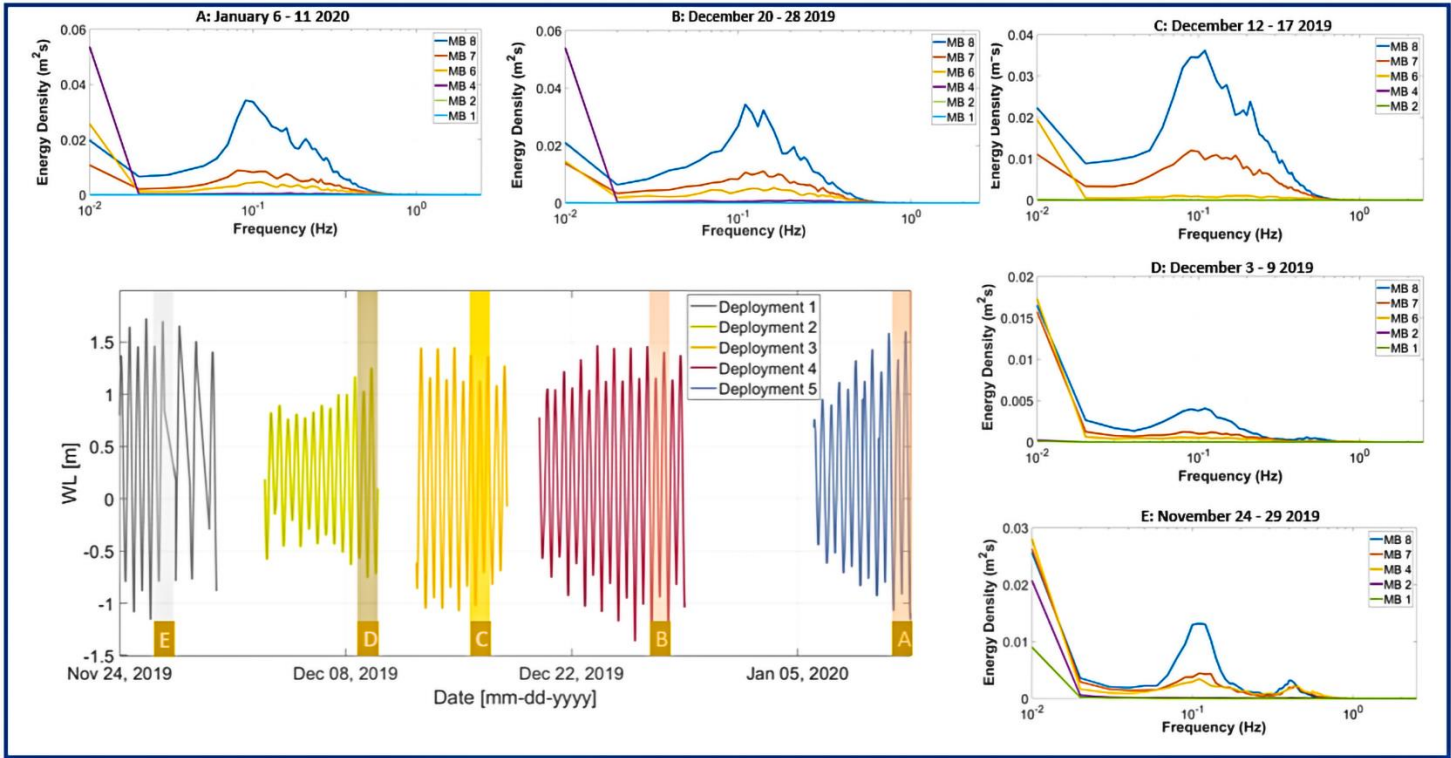 A: January 6 - 11 2020
0.06
0.04
0.02
0
Energy Density (m²s)
10⁻²
10⁻¹
10⁰
Frequency (Hz)
MB 8
MB 7
MB 6
MB 4
MB 2
MB 1
B: December 20 - 28 2019
0.06
0.04
0.02
0
Energy Density (m²s)
10⁻²
10⁻¹
10⁰
Frequency (Hz)
MB 8
MB 7
MB 6
MB 4
MB 2
MB 1
C: December 12 - 17 2019
0.04
0.03
0.02
0.01
0
Energy Density (m⁻s)
10⁻²
10⁻¹
10⁰
Frequency (Hz)
MB 8
MB 7
MB 6
MB 4
MB 2
1.5
1
0.5
0
-0.5
-1
-1.5
WL [m]
Deployment 1
Deployment 2
Deployment 3
Deployment 4
Deployment 5
E
D
C
B
A
Nov 24, 2019
Dec 08, 2019
Dec 22, 2019
Jan 05, 2020
Date [mm-dd-yyyy]
D: December 3 - 9 2019
0.02
0.015
0.01
0.005
0
Energy Density (m²s)
10⁻²
10⁻¹
10⁰
Frequency (Hz)
MB 8
MB 7
MB 6
MB 2
MB 1
E: November 24 - 29 2019
0.03
0.02
0.01
0
Energy Density (m²s)
10⁻²
10⁻¹
10⁰
Frequency (Hz)
MB 8
MB 7
MB 4
MB 2
MB 1